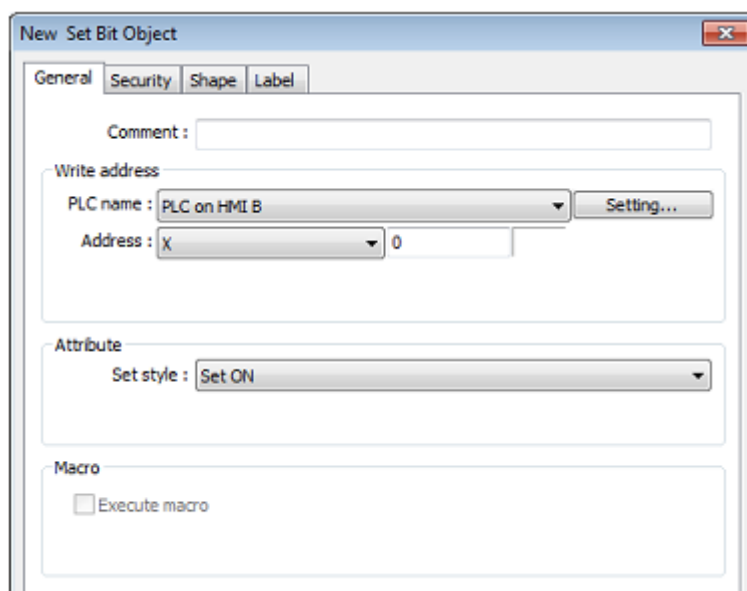 New Set Bit Object
General Security Shape Label
Comment :
Write address
PLC name : PLC on HMI B Setting...
Address : X 0
Attribute
Set style : Set ON
Macro
Execute macro